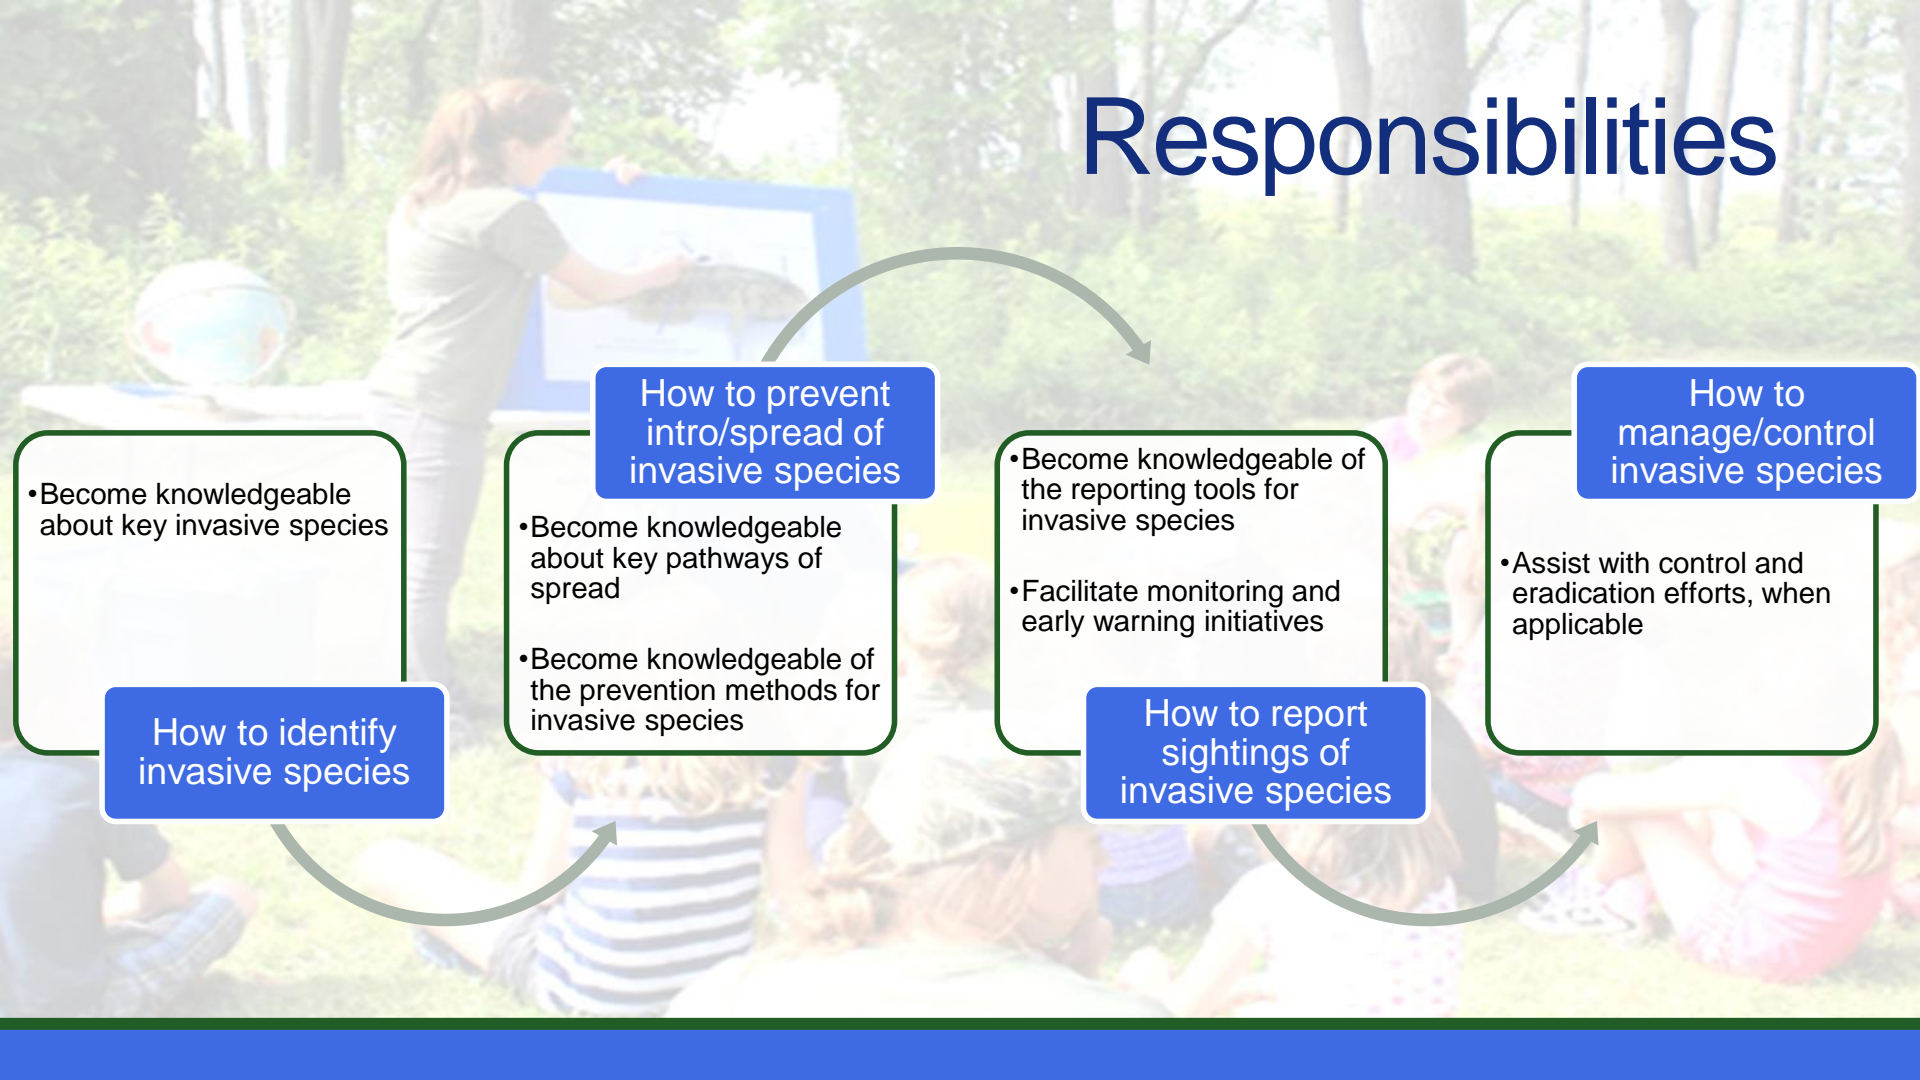 Responsibilities
•Become knowledgeable
about key invasive species
How to identify
invasive species
How to prevent
intro/spread of
invasive species
•Become knowledgeable
about key pathways of
spread
•Become knowledgeable of
the prevention methods for
invasive species
•Become knowledgeable of
the reporting tools for
invasive species
•Facilitate monitoring and
early warning initiatives
How to report
sightings of
invasive species
How to
manage/control
invasive species
•Assist with control and
eradication efforts, when
applicable